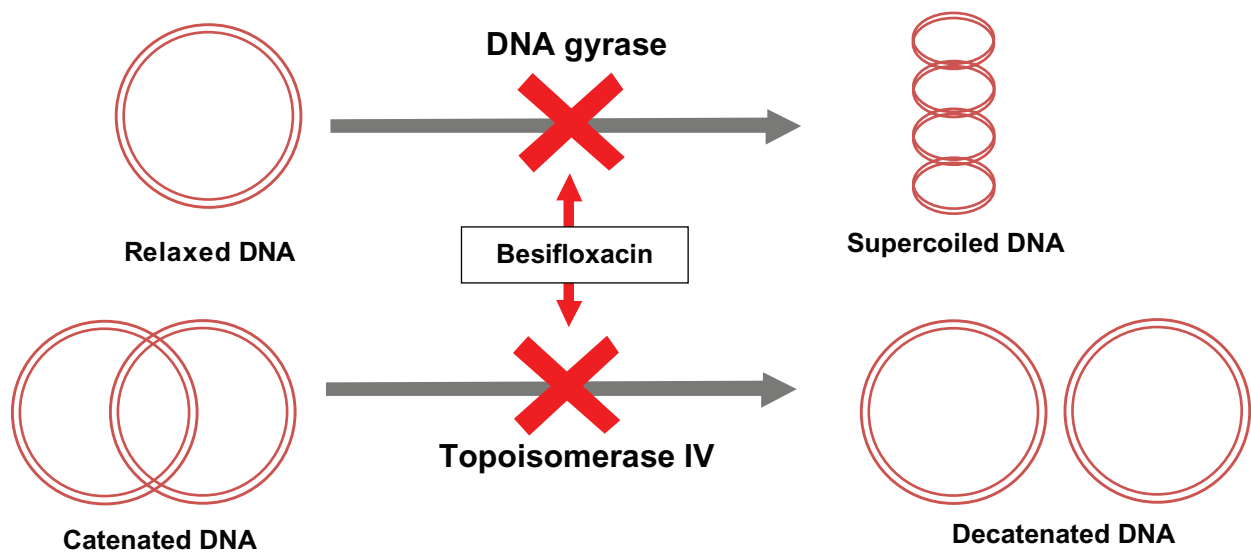 DNA gyrase
Relaxed DNA
Besifloxacin
Supercoiled DNA
Topoisomerase IV
Catenated DNA
Decatenated DNA